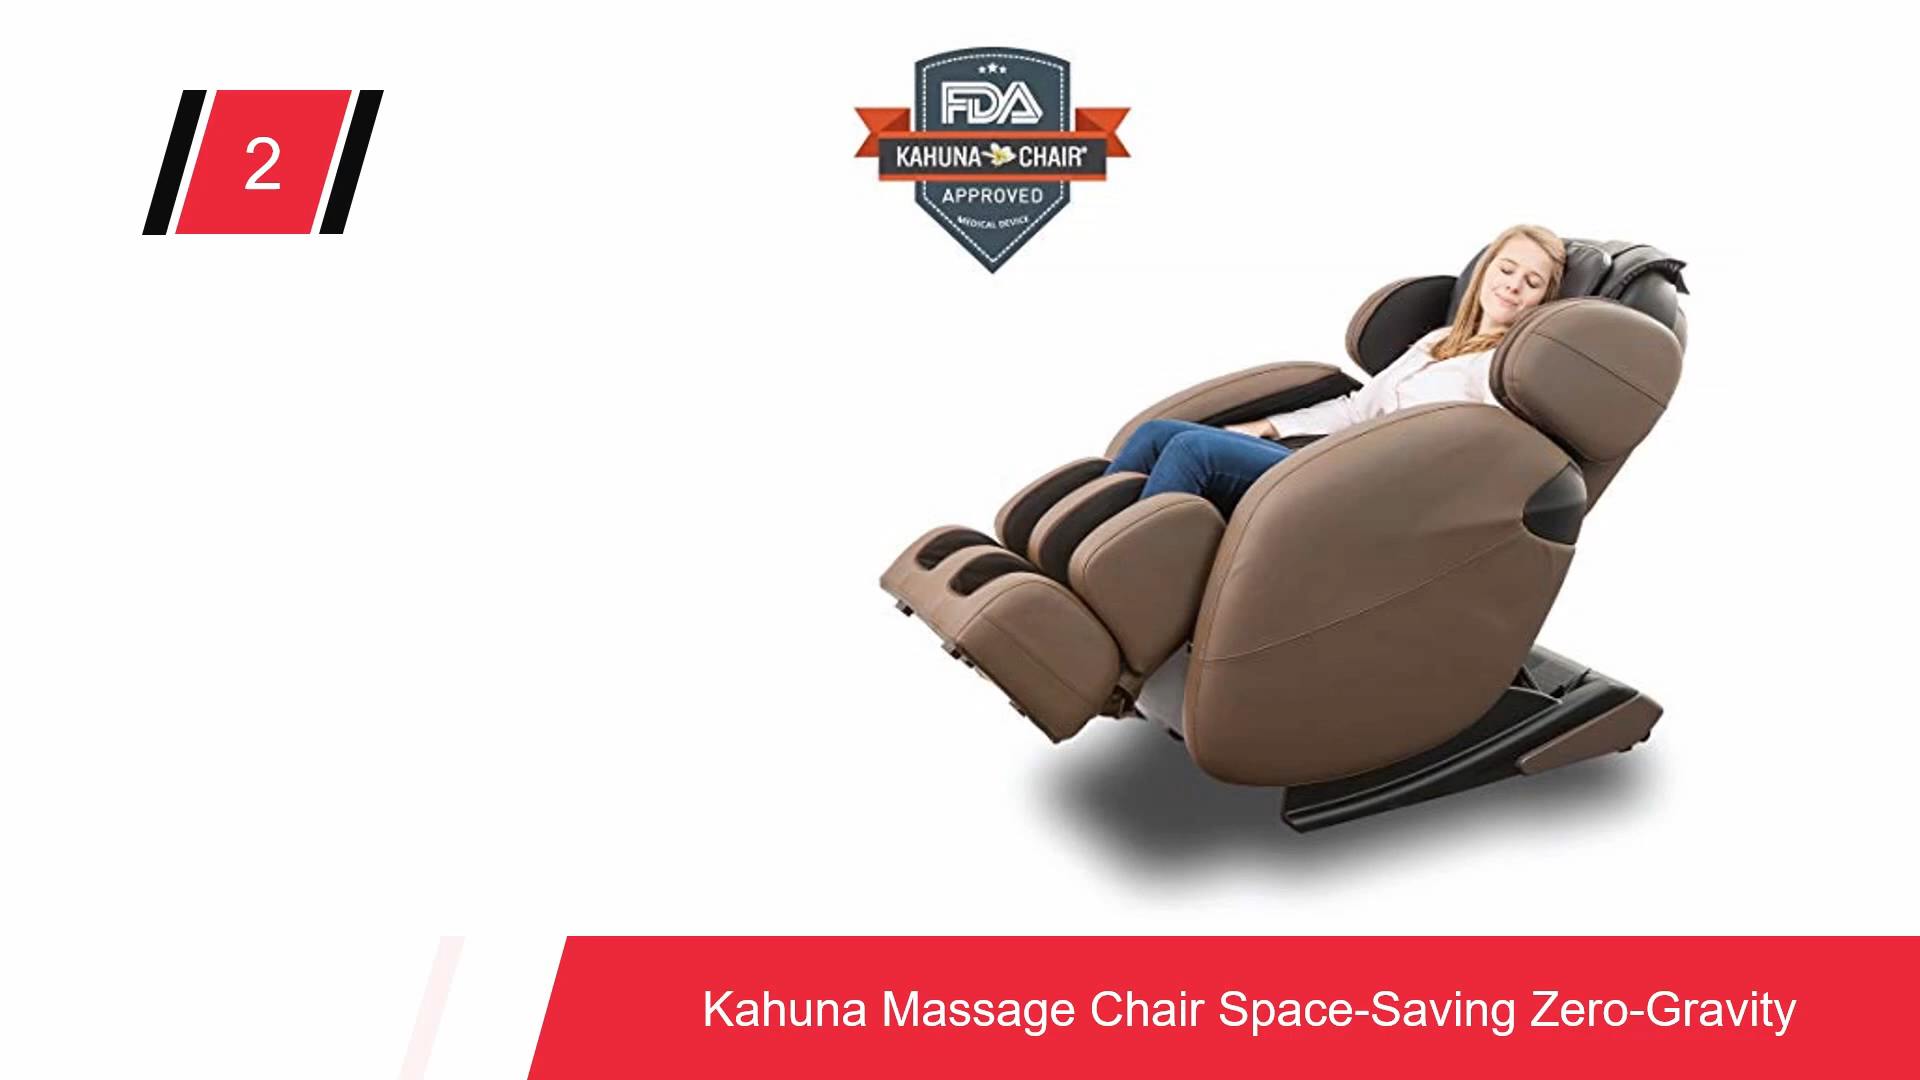 2
FDA
KAHUNA CHAIR®
APPROVED
MEDICAL DEVICE
Kahuna Massage Chair Space-Saving Zero-Gravity